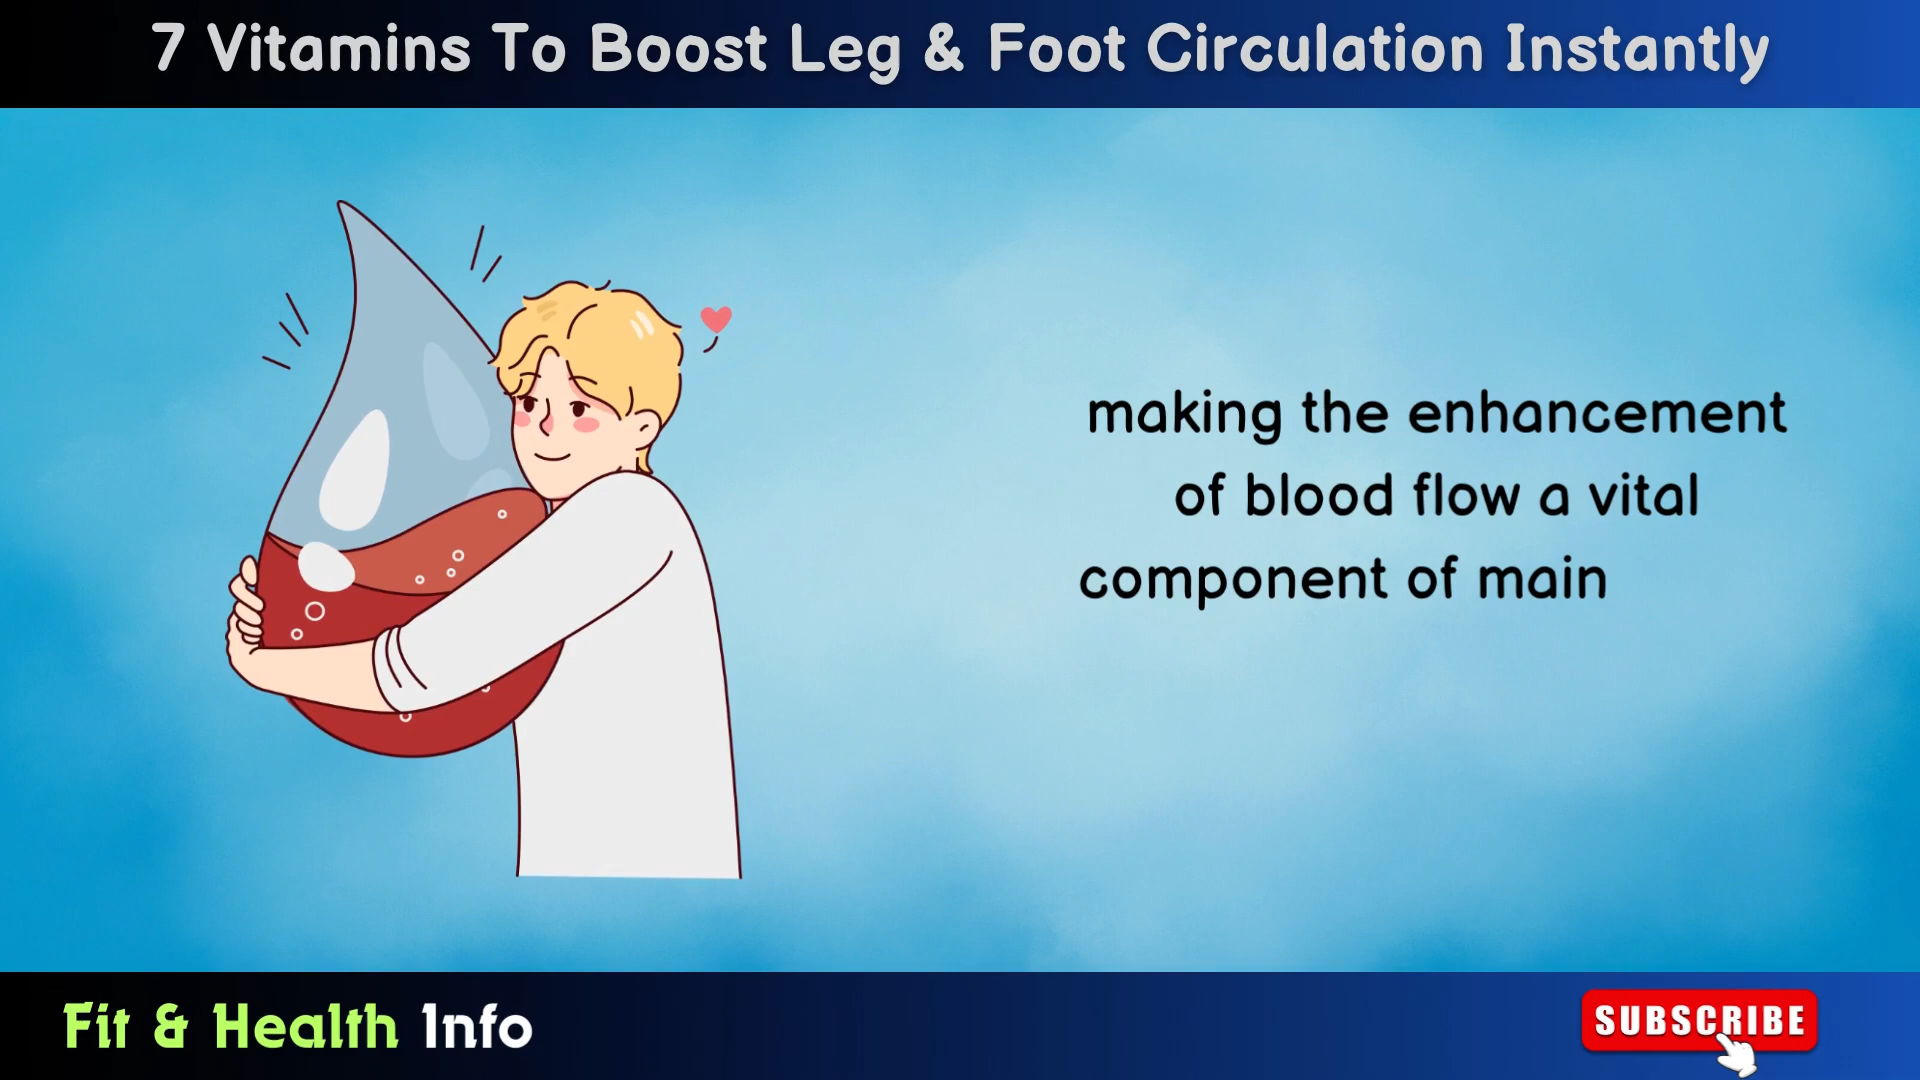 7 Vitamins To Boost Leg & Foot Circulation Instantly
making the enhancement
of blood flow a vital
component of main
Fit & Health Info
SUBSCRIBE